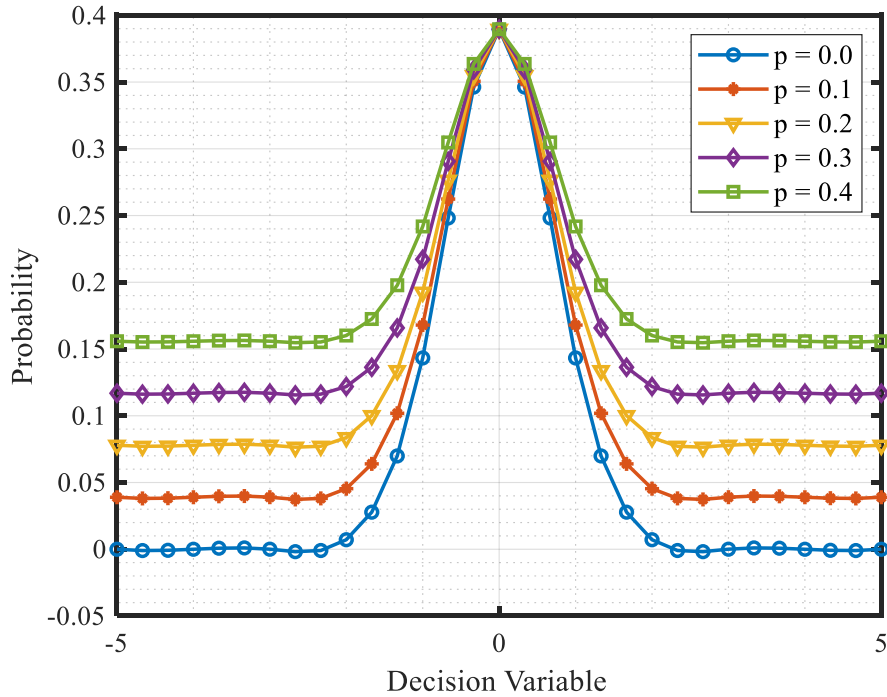 0.4
0.35
0.3
0.25
0.2
0.15
0.1
0.05
0
-0.05
Probability
-5
0
5
Decision Variable
p = 0.0
p = 0.1
p = 0.2
p = 0.3
p = 0.4